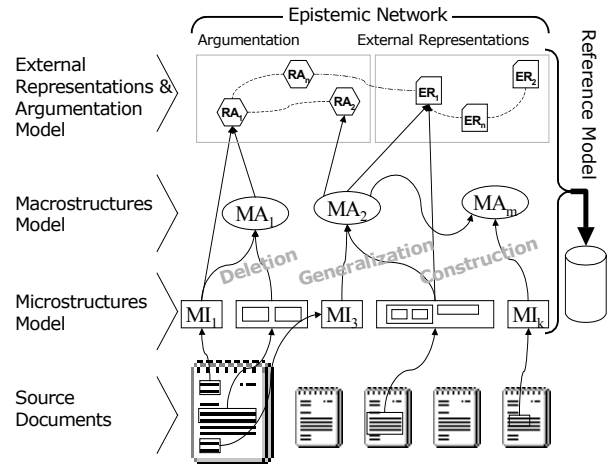 Epistemic Network
Argumentation
External Representations
External
Representations &
Argumentation
Model
RAn
RA1
RA2
ER1
ER2
ERn
Reference Model
Macrostructures
Model
MA1
MA2
MAm
Deletion
Generalization
Construction
Microstructures
Model
MI1
MI3
MIk
Source
Documents